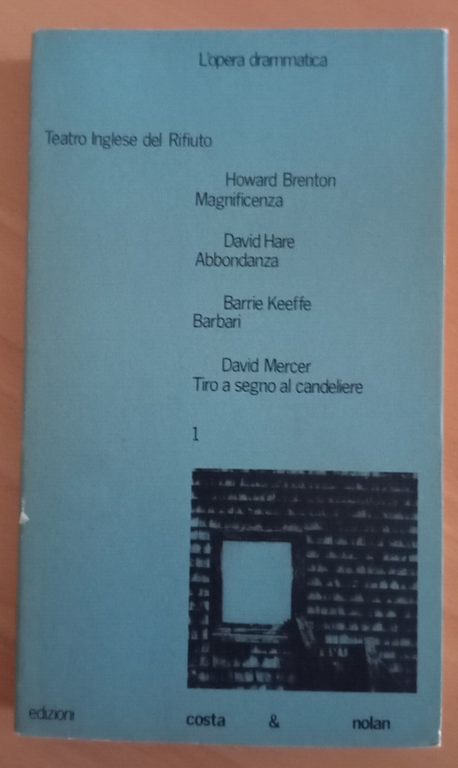 L'opera drammatica
Teatro Inglese del Rifiuto
Howard Brenton
Magnificenza
David Hare
Abbondanza
Barrie Keeffe
Barbari
David Mercer
Tiro a segno al candeliere
1
edizioni costa & nolan